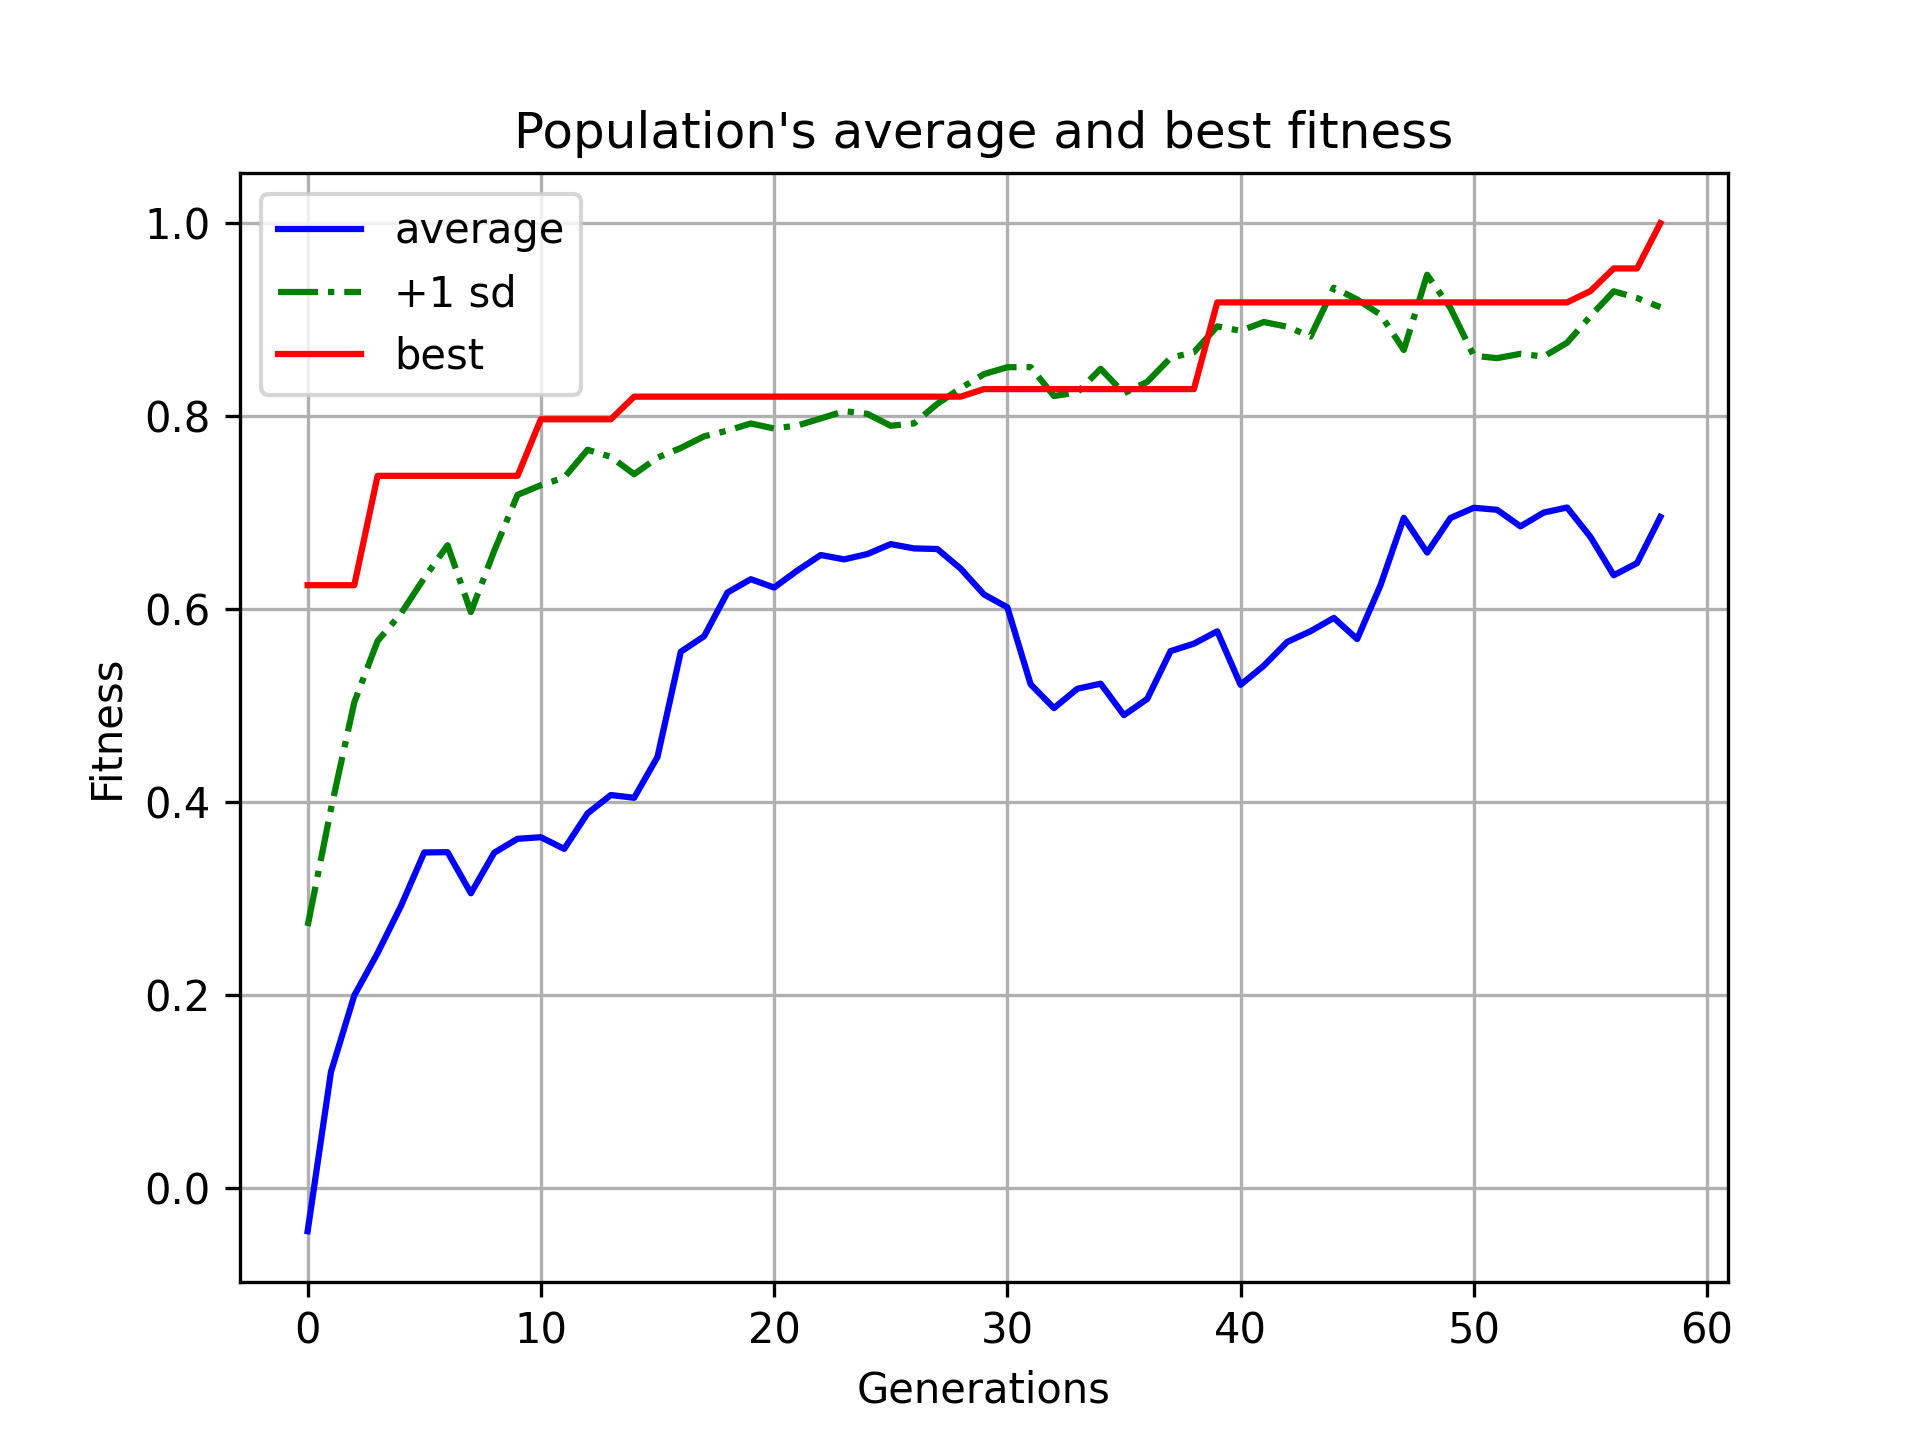 Population's average and best fitness
average
+1 sd
best
1.0
0.8
0.6
0.4
0.2
0.0
Fitness
0 10 20 30 40 50 60
Generations